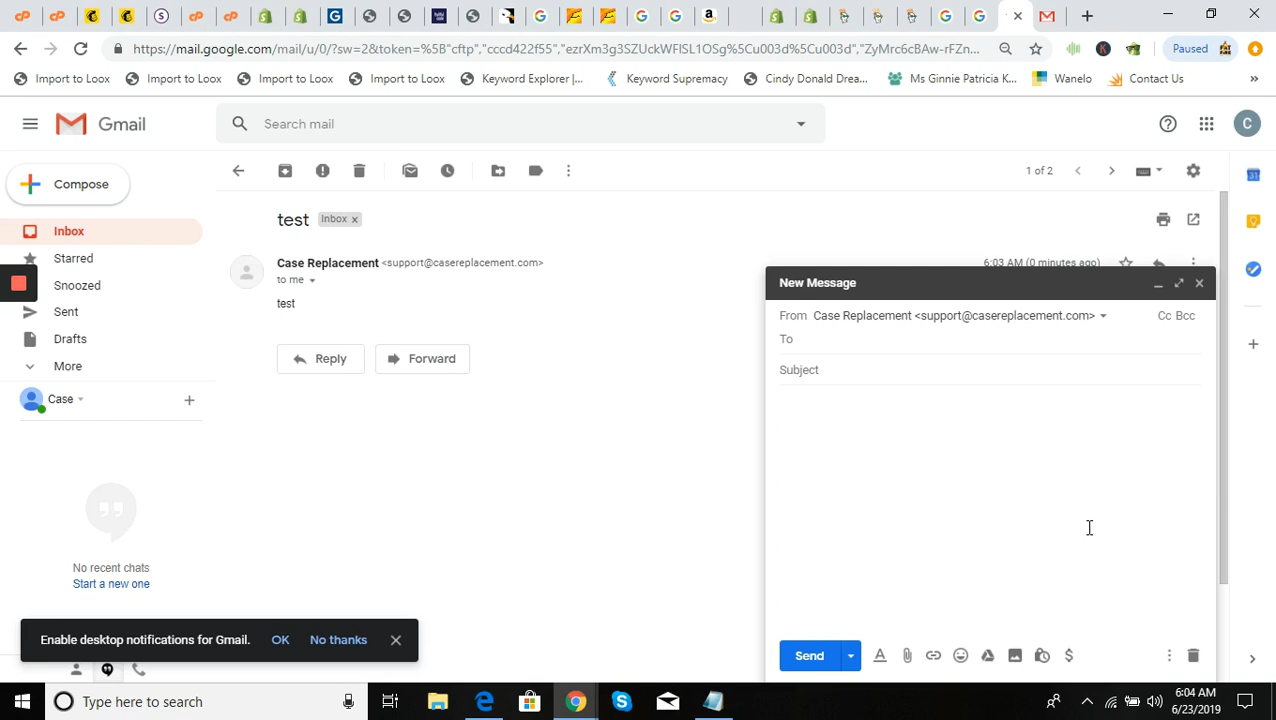 https://mail.google.com/mail/u/0/?sw=2&token=%5B"cftp","cccd422f55","ezrXm3g3SZUckWFlSL1OSg%5Cu003d%5Cu003d","ZyMrc6cBAw-rFZn...
Paused
Import to Loox
Import to Loox
Import to Loox
Import to Loox
Keyword Explorer |...
Keyword Supremacy
Cindy Donald Drea...
Ms Ginnie Patricia K...
Wanelo
Contact Us
Gmail
Search mail
C
Compose
1 of 2
Inbox
Starred
Snoozed
Sent
Drafts
More
Case
No recent chats
Start a new one
test
Inbox x
Case Replacement <support@casereplacement.com>
6:03 AM (0 minutes ago)
to me
test
Reply
Forward
New Message
From Case Replacement <support@casereplacement.com>
Cc Bcc
To
Subject
Send
Enable desktop notifications for Gmail. OK No thanks
Type here to search
6:04 AM
6/23/2019